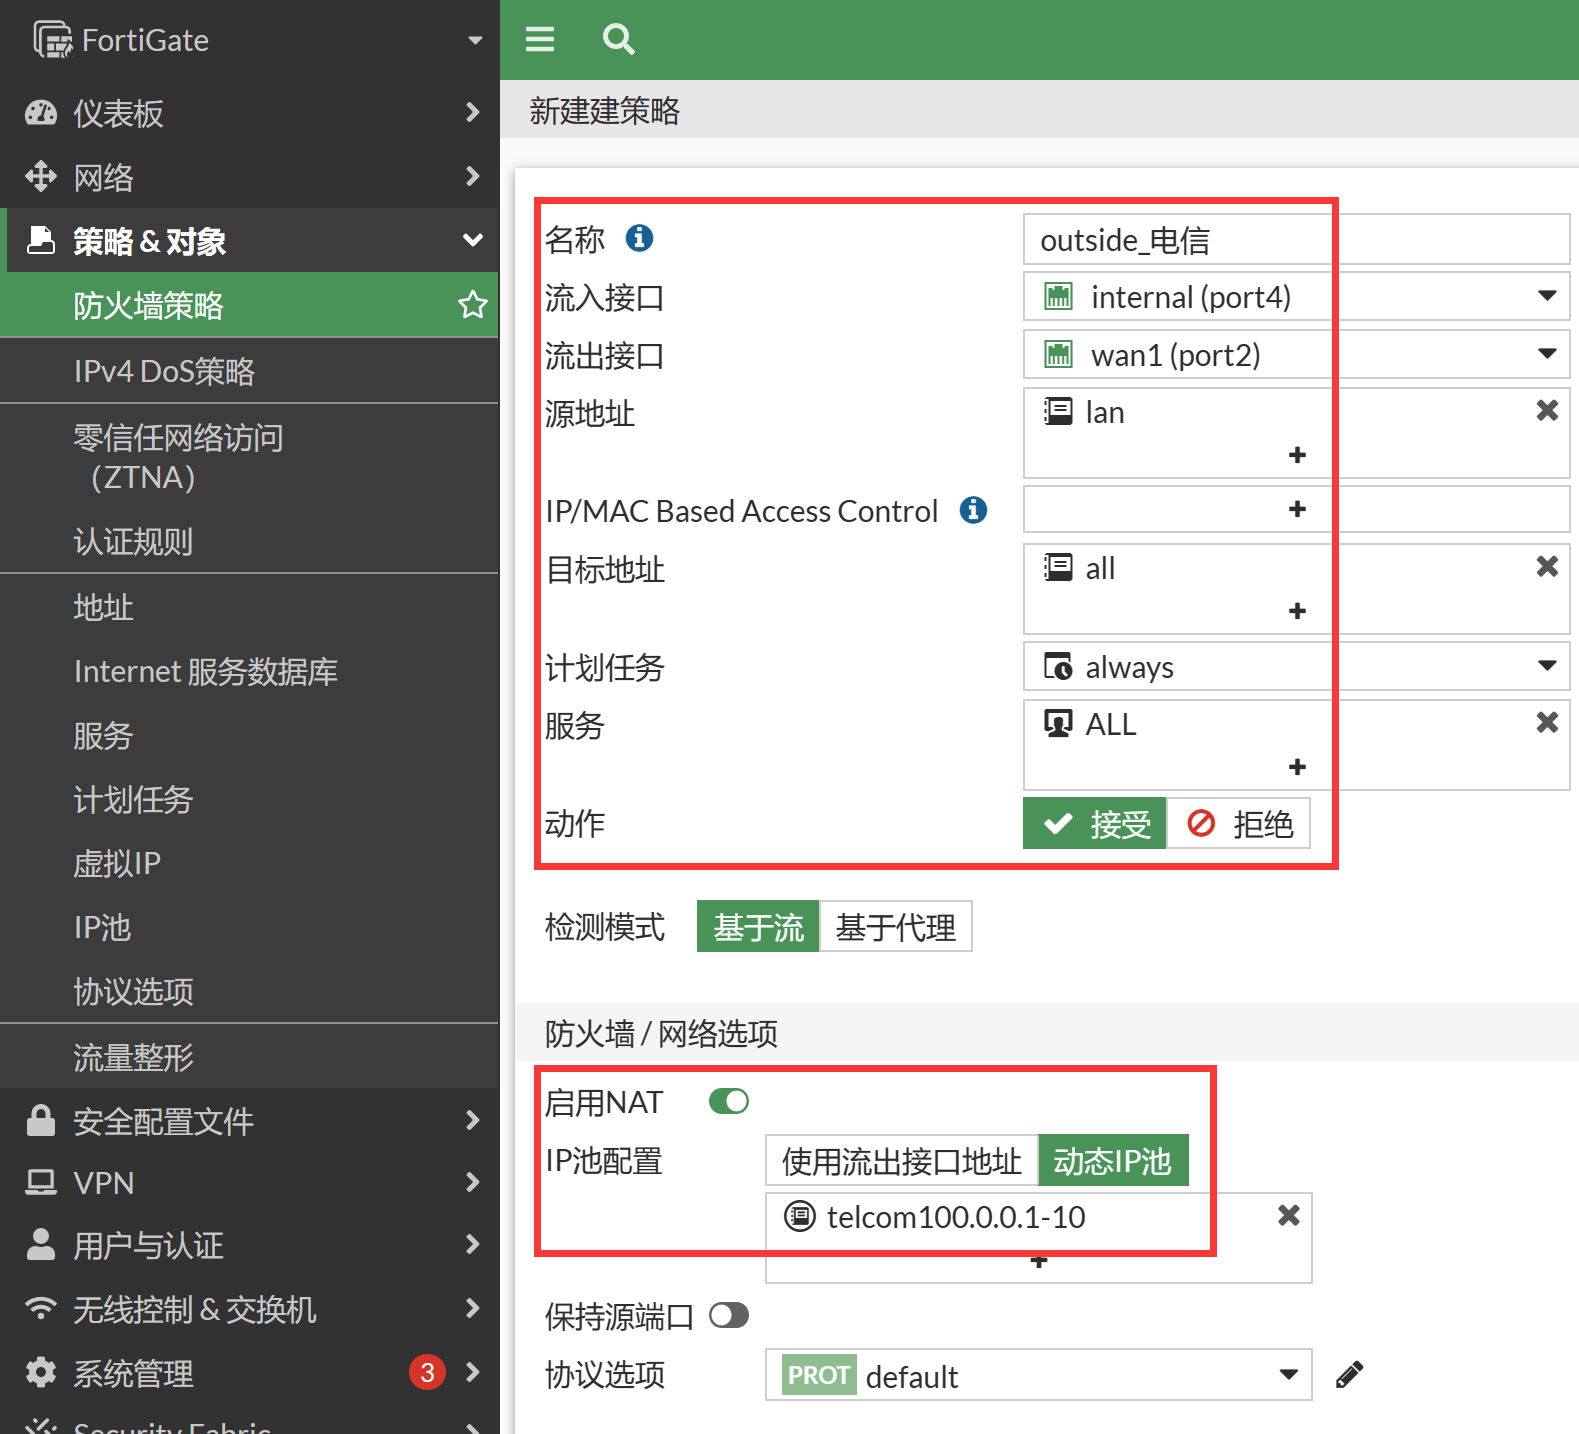 FortiGate
仪表板
网络
策略 & 对象
防火墙策略
IPv4 DoS策略
零信任网络访问
（ZTNA）
认证规则
地址
Internet 服务数据库
服务
计划任务
虚拟IP
IP池
协议选项
流量整形
安全配置文件
VPN
用户与认证
无线控制 & 交换机
系统管理 3
Security Fabric
新建建策略
名称 outside_电信
流入接口 internal (port4)
流出接口 wan1 (port2)
源地址 lan
IP/MAC Based Access Control
目标地址 all
计划任务 always
服务 ALL
动作 接受 拒绝
检测模式 基于流 基于代理
防火墙 / 网络选项
启用NAT
IP池配置 使用流出接口地址 动态IP池
telcom100.0.0.1-10
保持源端口
协议选项 PROT default